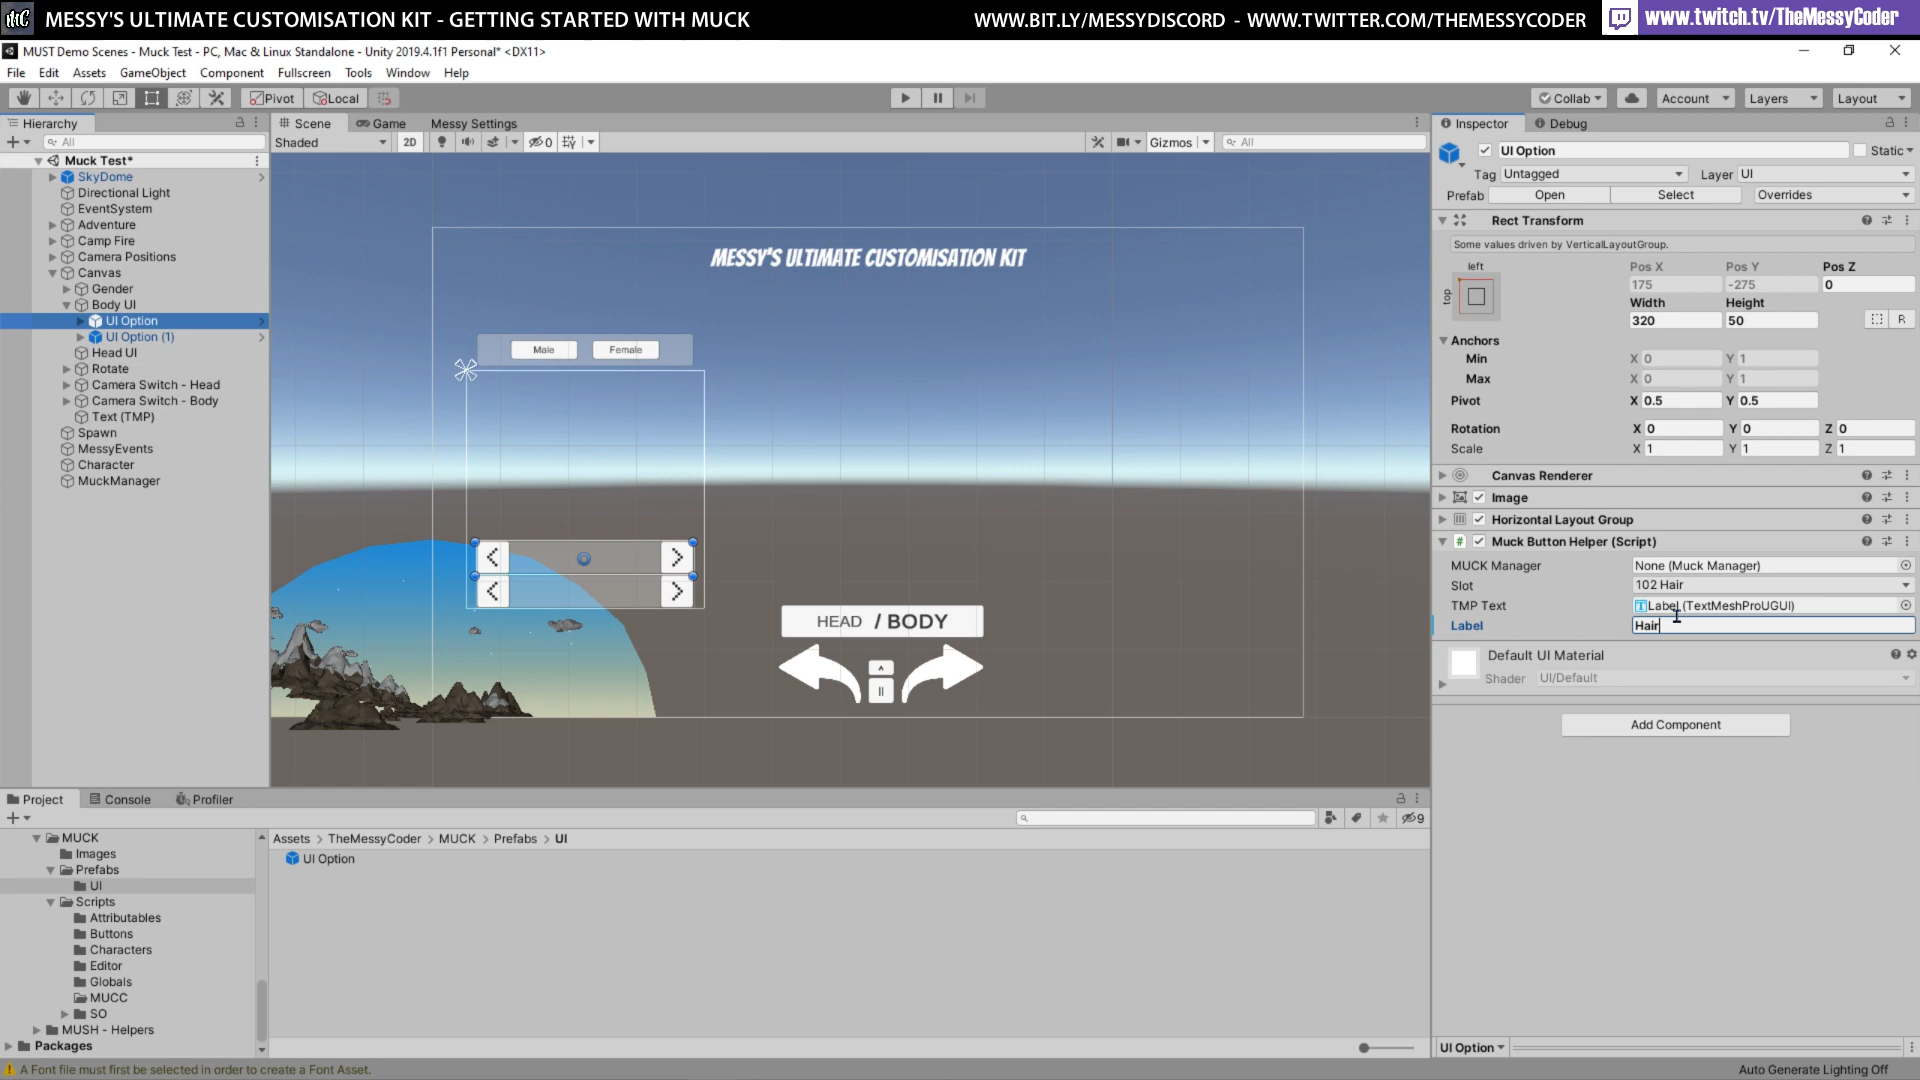 MESSY'S ULTIMATE CUSTOMISATION KIT - GETTING STARTED WITH MUCK
WWW.BIT.LY/MESSYDISCORD - WWW.TWITTER.COM/THEMESSYCODER
www.twitch.tv/TheMessyCoder
MUST Demo Scenes - Muck Test - PC, Mac & Linux Standalone - Unity 2019.4.1f1 Personal* <DX11>
File Edit Assets GameObject Component Fullscreen Tools Window Help
Pivot Local Collab Account Layers Layout
Hierarchy
All
Muck Test*
SkyDome
Directional Light
EventSystem
Adventure
Camp Fire
Camera Positions
Canvas
Gender
Body UI
UI Option
UI Option (1)
Head UI
Rotate
Camera Switch - Head
Camera Switch - Body
Text (TMP)
Spawn
MessyEvents
Character
MuckManager
Scene Game Messy Settings
Shaded 2D 0 Gizmos All
MESSY'S ULTIMATE CUSTOMISATION KIT
Male Female
HEAD / BODY
Inspector Debug
UI Option Static
Tag Untagged Layer UI
Prefab Open Select Overrides
Rect Transform
Some values driven by VerticalLayoutGroup.
left Pos X Pos Y Pos Z
top 175 -275 0
Width Height
320 50 R
Anchors
Min X 0 Y 1
Max X 0 Y 1
Pivot X 0.5 Y 0.5
Rotation X 0 Y 0 Z 0
Scale X 1 Y 1 Z 1
Canvas Renderer
Image
Horizontal Layout Group
# Muck Button Helper (Script)
MUCK Manager None (Muck Manager)
Slot 102 Hair
TMP Text Label (TextMeshProUGUI)
Label Hair
Default UI Material
Shader UI/Default
Add Component
Project Console Profiler
9
MUCK
Images
Prefabs
UI
Scripts
Attributables
Buttons
Characters
Editor
Globals
MUCC
SO
MUSH - Helpers
Packages
Assets > TheMessyCoder > MUCK > Prefabs > UI
UI Option
UI Option
A Font file must first be selected in order to create a Font Asset.
Auto Generate Lighting Off